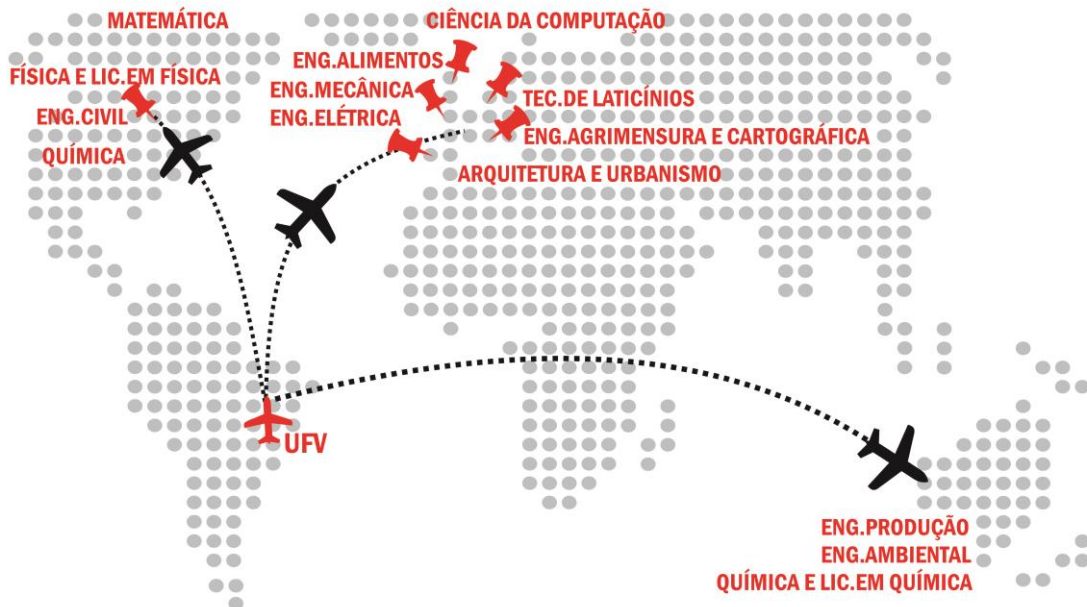 MATEMÁTICA
CIÊNCIA DA COMPUTAÇÃO
FÍSICA E LIC.EM FÍSICA
ENG.CIVIL
QUÍMICA
ENG.ALIMENTOS
ENG.MECÂNICA
ENG.ELÉTRICA
TEC.DE LATICÍNIOS
ENG.AGRIMENSURA E CARTOGRÁFICA
ARQUITETURA E URBANISMO
UFV
ENG.PRODUÇÃO
ENG.AMBIENTAL
QUÍMICA E LIC.EM QUÍMICA